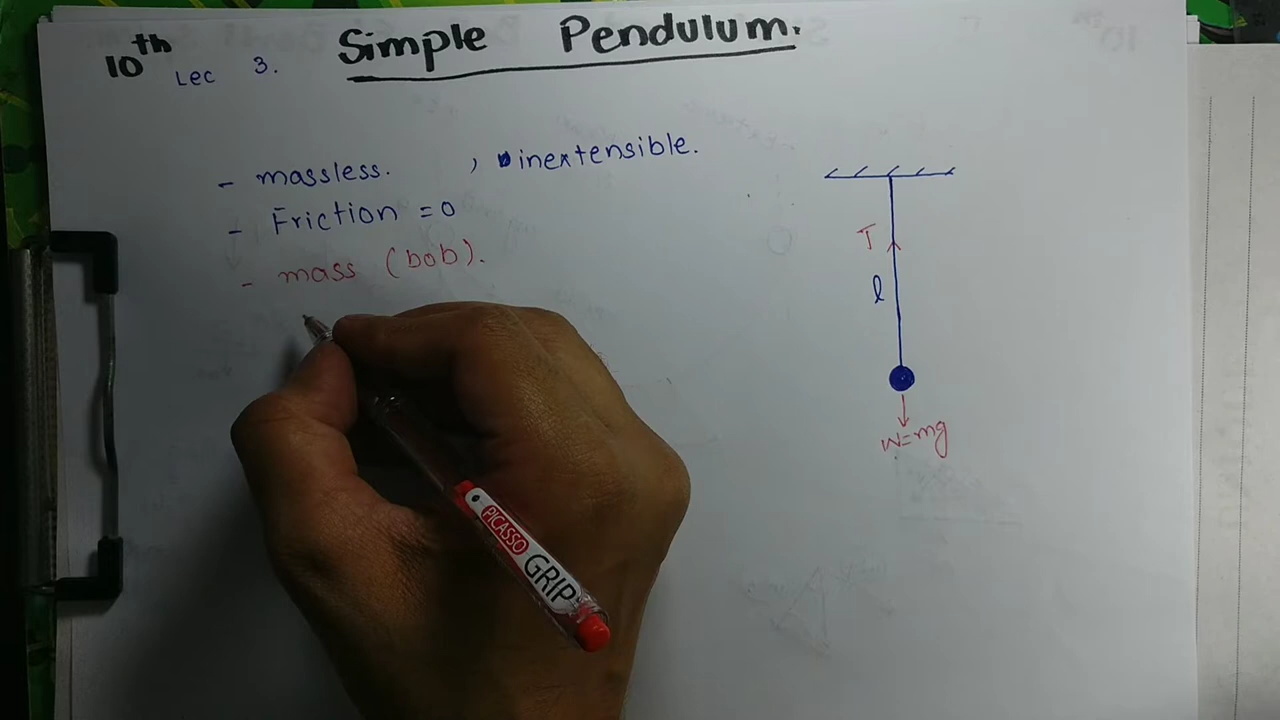 10th Lec 3. Simple Pendulum.
- massless. , inextensible.
- Friction = 0
- mass (bob).
T
l
W=mg
PICASSO GRIP